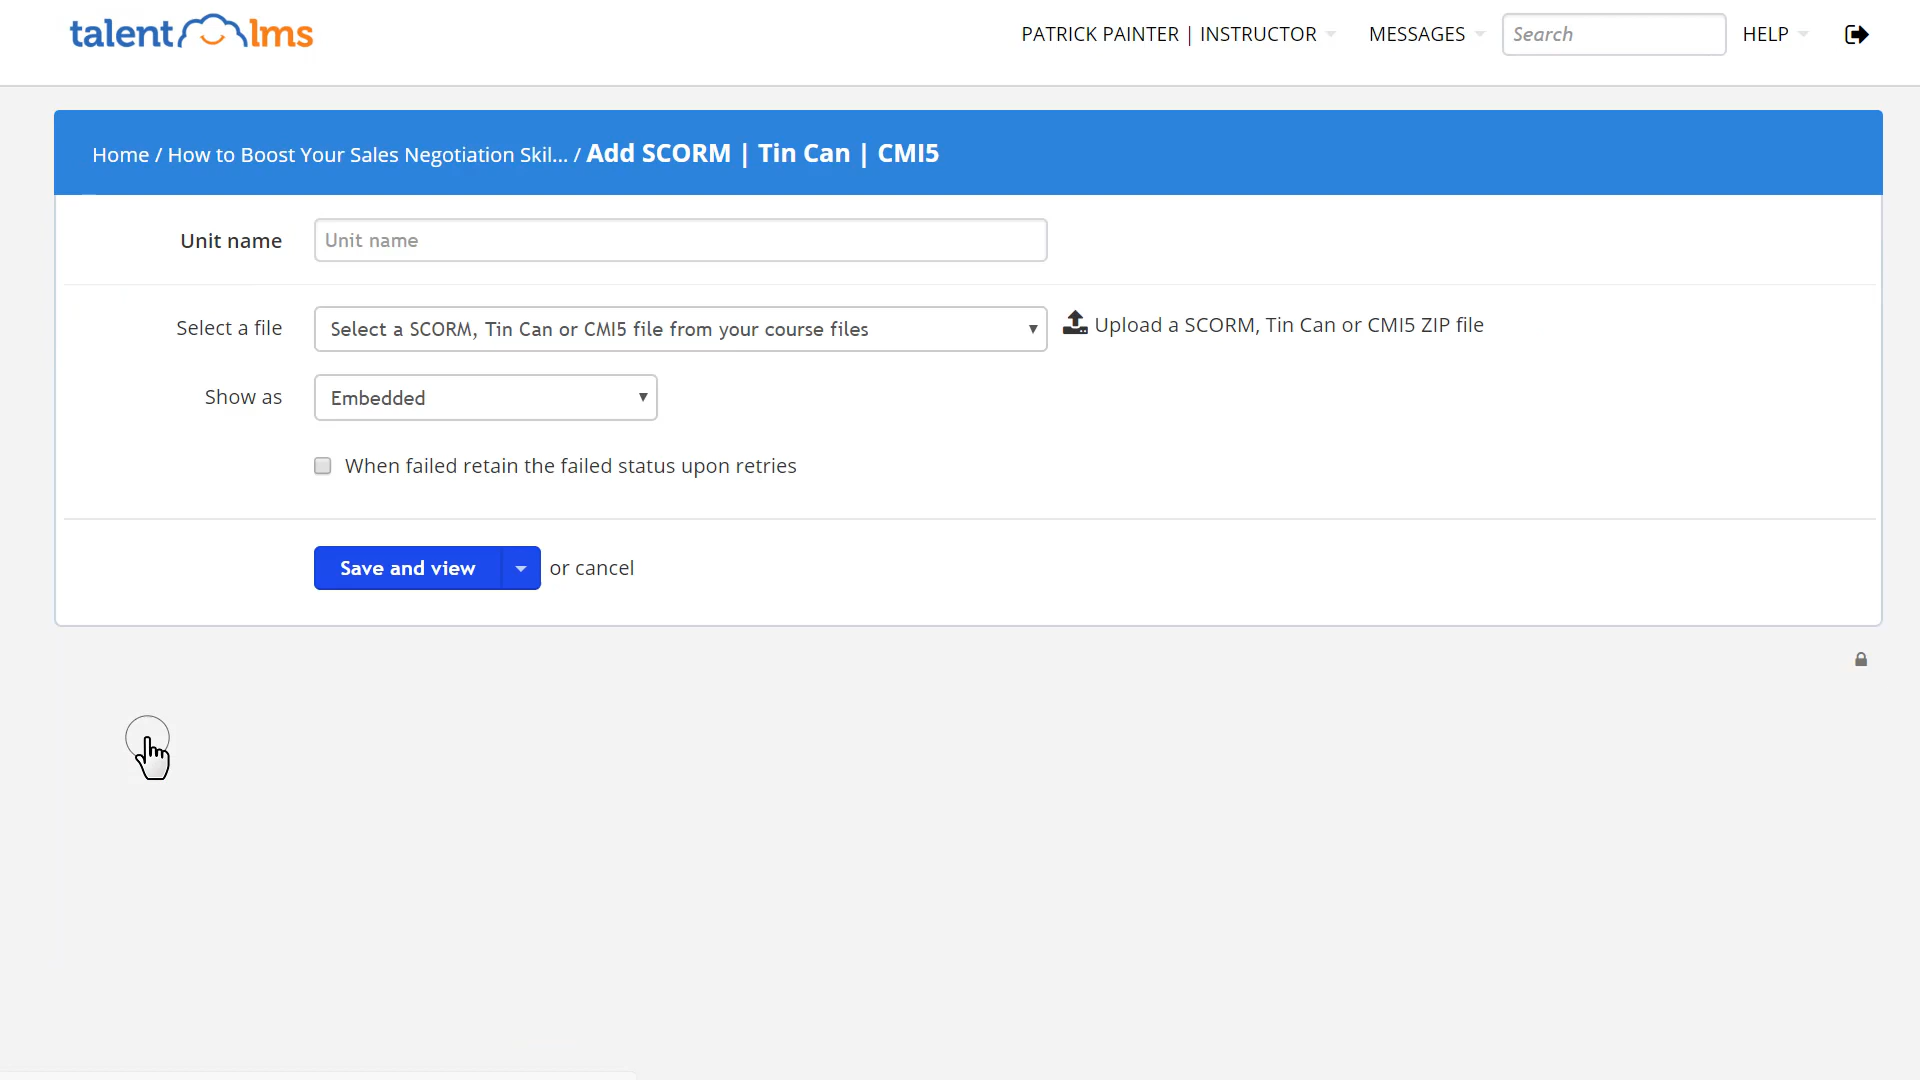 talentlms
PATRICK PAINTER | INSTRUCTOR MESSAGES Search HELP
Home / How to Boost Your Sales Negotiation Skil... / Add SCORM | Tin Can | CMI5
Unit name Unit name
Select a file Select a SCORM, Tin Can or CMI5 file from your course files Upload a SCORM, Tin Can or CMI5 ZIP file
Show as Embedded
When failed retain the failed status upon retries
Save and view or cancel